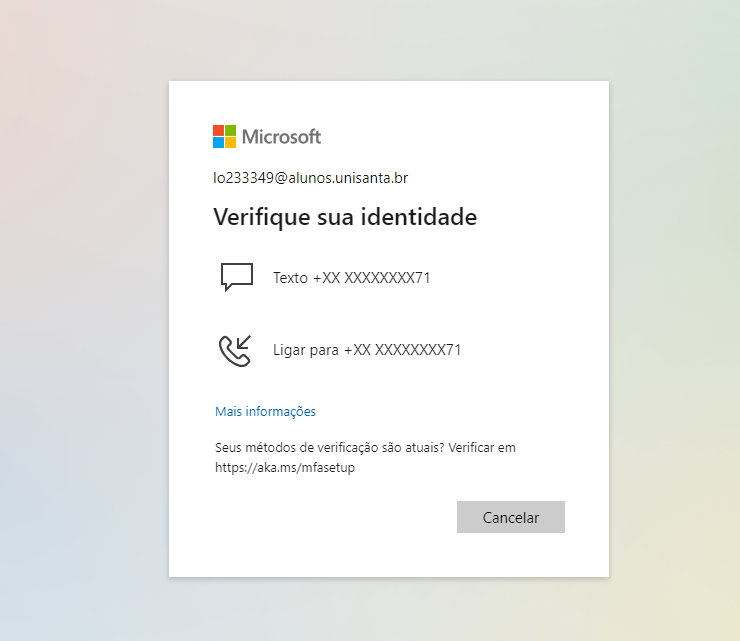 Microsoft
lo233349@alunos.unisanta.br
Verifique sua identidade
Texto +XX XXXXXXXX71
Ligar para +XX XXXXXXXX71
Mais informações
Seus métodos de verificação são atuais? Verificar em
https://aka.ms/mfasetup
Cancelar